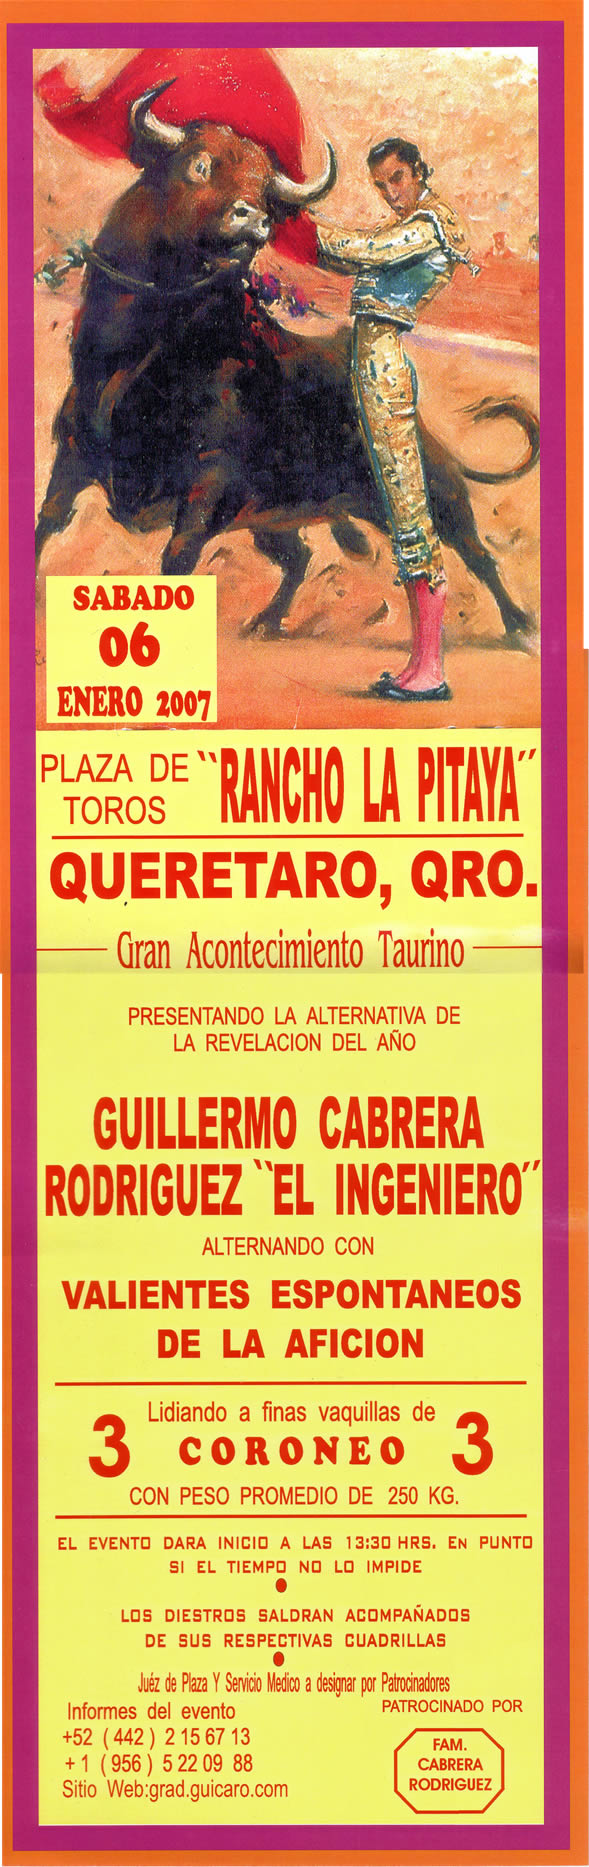 SABADO
06
ENERO 2007
PLAZA DE TOROS "RANCHO LA PITAYA"
QUERETARO, QRO.
Gran Acontecimiento Taurino
PRESENTANDO LA ALTERNATIVA DE
LA REVELACION DEL AÑO
GUILLERMO CABRERA
RODRIGUEZ "EL INGENIERO"
ALTERNANDO CON
VALIENTES ESPONTANEOS
DE LA AFICION
Lidiando a finas vaquillas de
3 CORONEO 3
CON PESO PROMEDIO DE 250 KG.
EL EVENTO DARA INICIO A LAS 13:30 HRS. En PUNTO
SI EL TIEMPO NO LO IMPIDE
LOS DIESTROS SALDRAN ACOMPAÑADOS
DE SUS RESPECTIVAS CUADRILLAS
Juéz de Plaza Y Servicio Medico a designar por Patrocinadores
Informes del evento
+52 ( 442 ) 2 15 67 13
+ 1 ( 956 ) 5 22 09 88
Sitio Web:grad.guicaro.com
PATROCINADO POR
FAM.
CABRERA
RODRIGUEZ